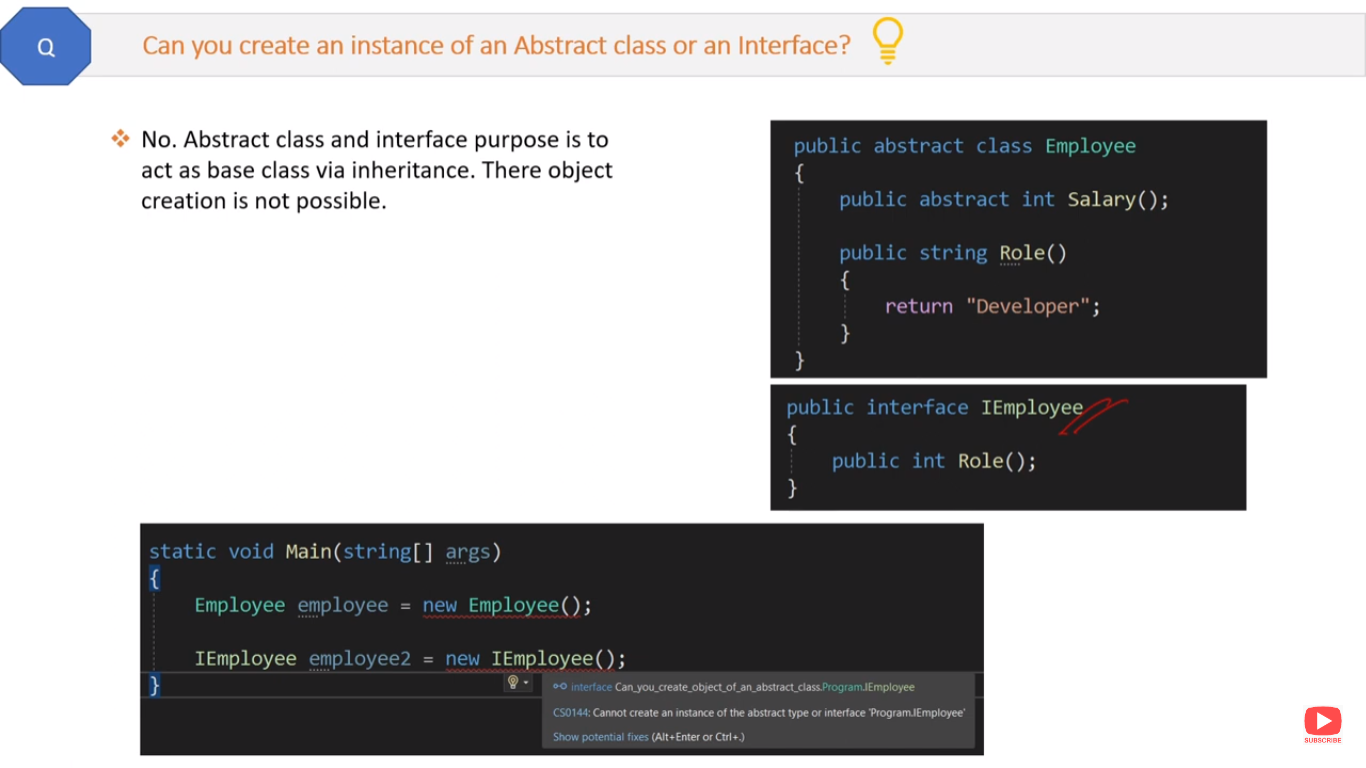 Q
Can you create an instance of an Abstract class or an Interface?
No. Abstract class and interface purpose is to
act as base class via inheritance. There object
creation is not possible.
public abstract class Employee
{
public abstract int Salary();
public string Role()
{
return "Developer";
}
}
public interface IEmployee
{
public int Role();
}
static void Main(string[] args)
{
Employee employee = new Employee();
IEmployee employee2 = new IEmployee();
}
interface Can_you_create_object_of_an_abstract_class.Program.IEmployee
CS0144: Cannot create an instance of the abstract type or interface 'Program.IEmployee'
Show potential fixes (Alt+Enter or Ctrl+.)
SUBSCRIBE